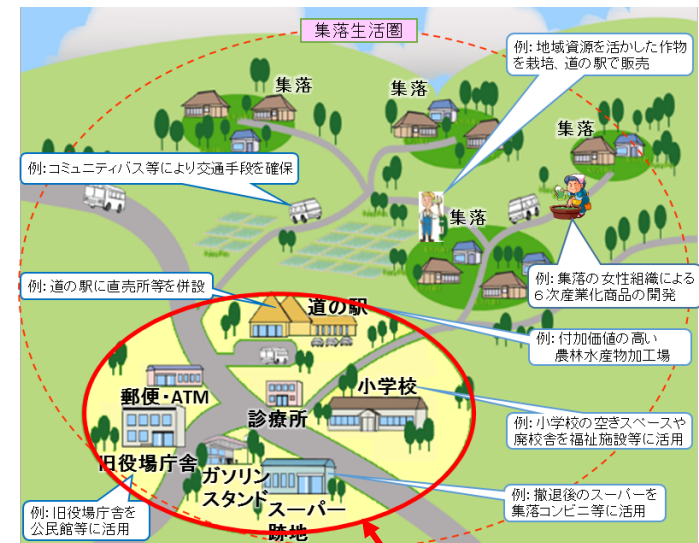 集落生活圏
例:地域資源を活かした作物
を栽培、道の駅で販売
集落
集落
集落
例:コミュニティバス等により交通手段を確保
集落
例:道の駅に直売所等を併設
例:集落の女性組織による
6次産業化商品の開発
道の駅
例:付加価値の高い
農林水産物加工場
郵便・ATM
診療所
小学校
例:小学校の空きスペースや
廃校舎を福祉施設等に活用
旧役場庁舎
ガソリン
スタンド
スーパー
跡地
例:撤退後のスーパーを
集落コンビニ等に活用
例:旧役場庁舎を
公民館等に活用